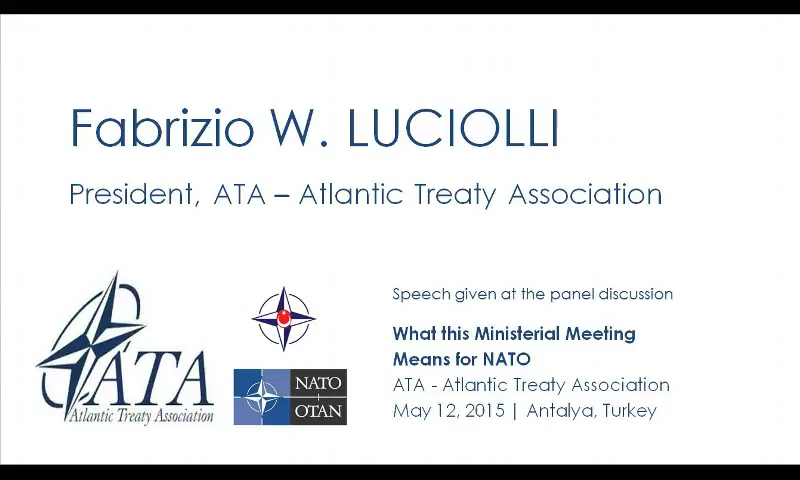 Fabrizio W. LUCIOLLI
President, ATA – Atlantic Treaty Association
ATA
Atlantic Treaty Association
NATO
OTAN
Speech given at the panel discussion
What this Ministerial Meeting
Means for NATO
ATA - Atlantic Treaty Association
May 12, 2015 | Antalya, Turkey